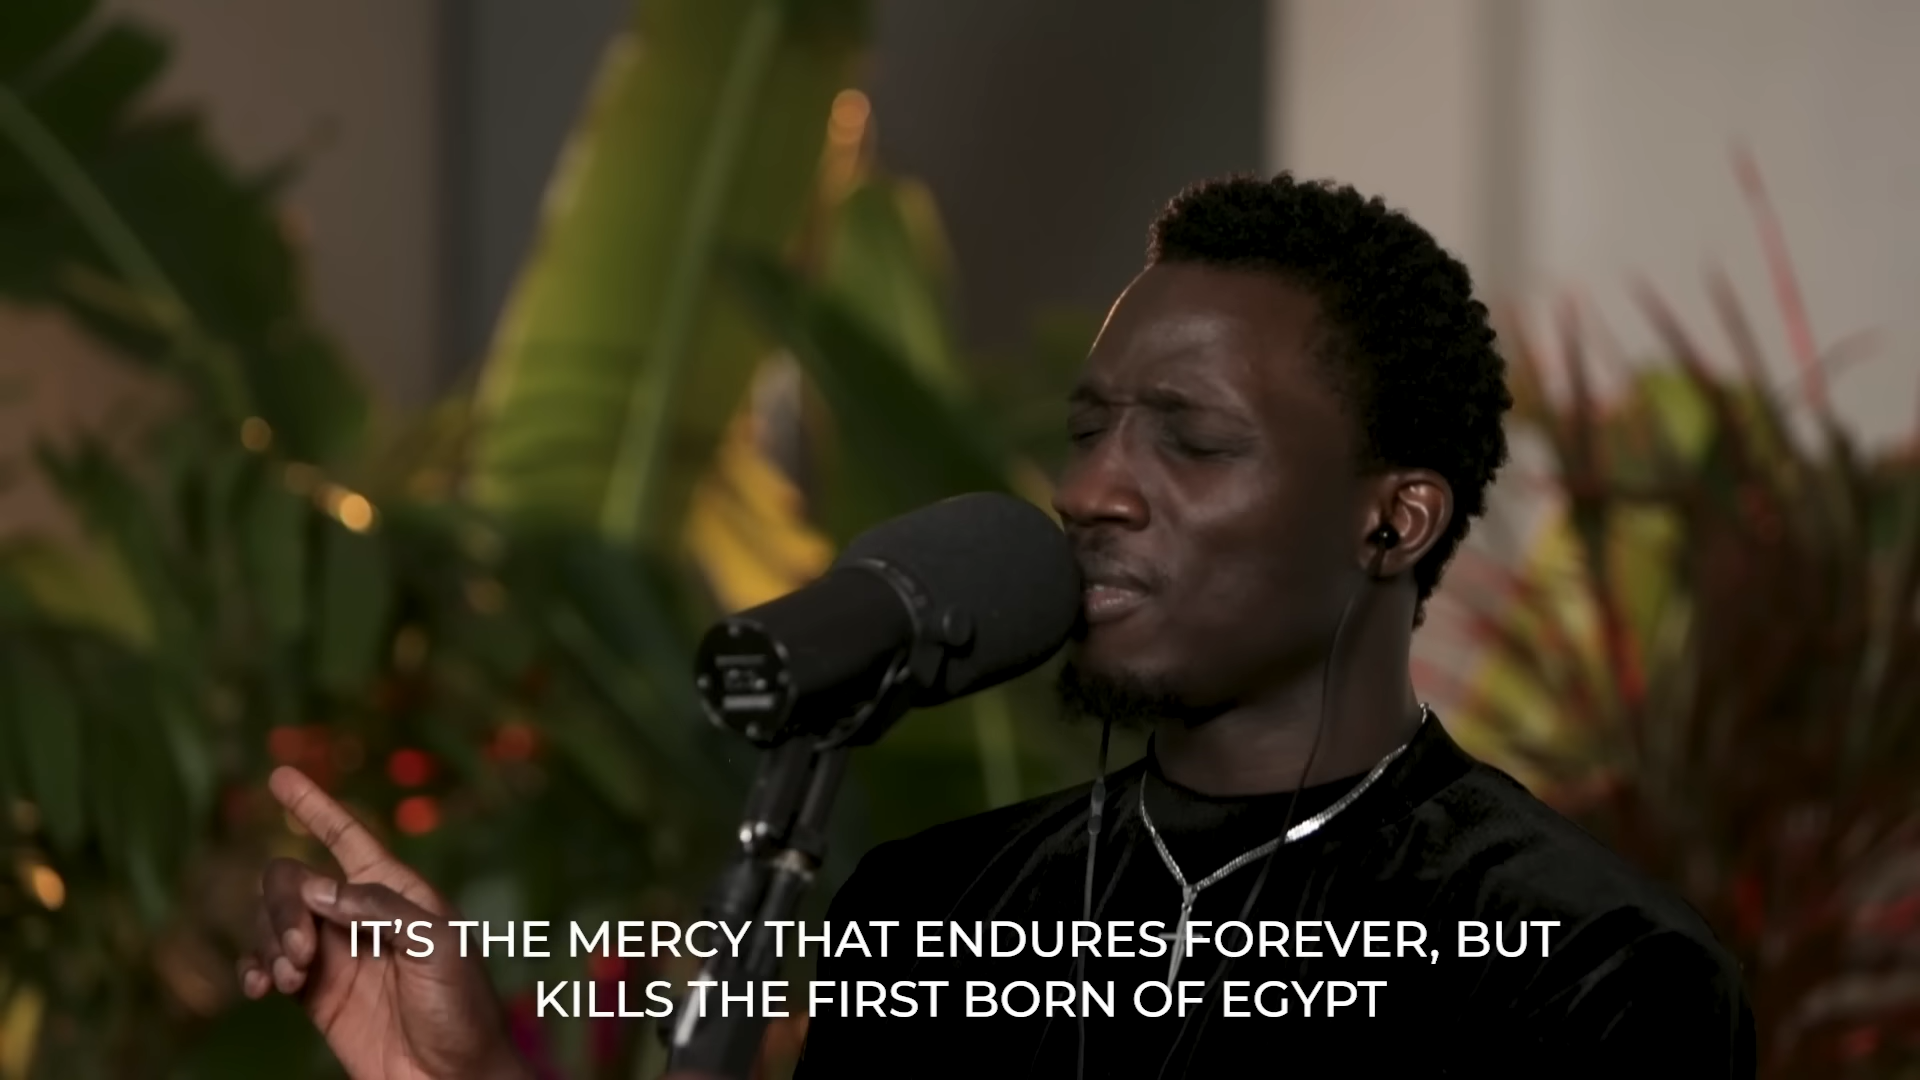 IT’S THE MERCY THAT ENDURES FOREVER, BUT
KILLS THE FIRST BORN OF EGYPT